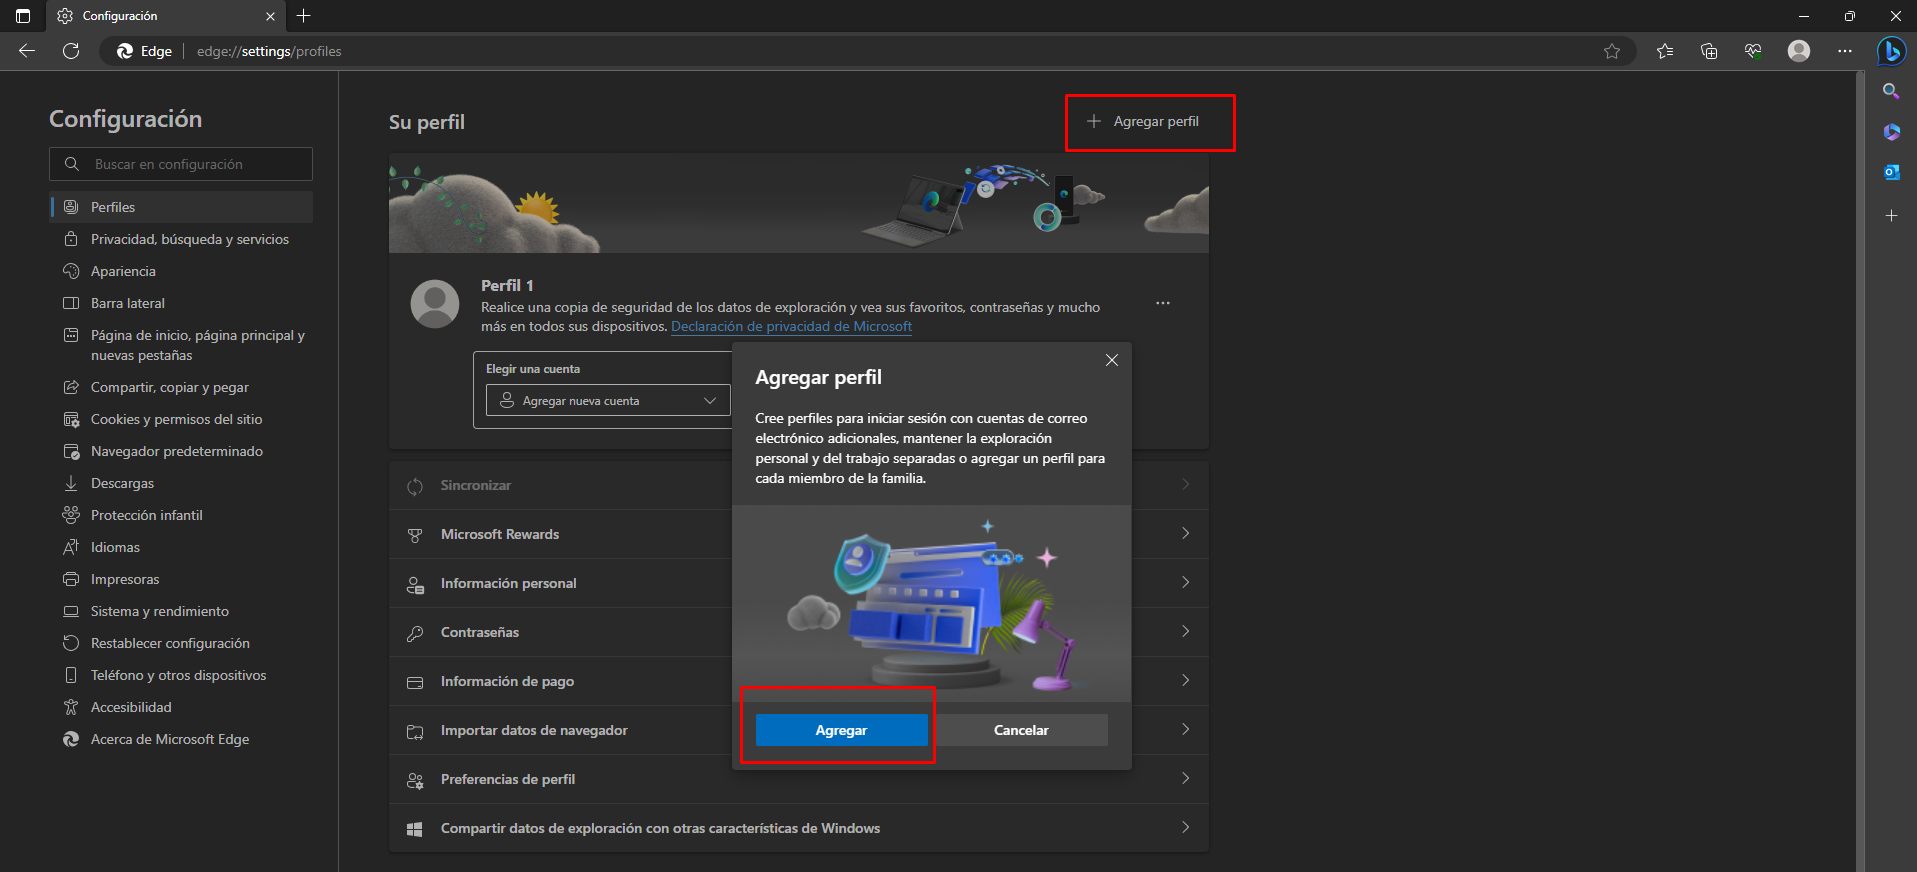 Configuración
Edge
edge://settings/profiles
Configuración
Buscar en configuración
Perfiles
Privacidad, búsqueda y servicios
Apariencia
Barra lateral
Página de inicio, página principal y
nuevas pestañas
Compartir, copiar y pegar
Cookies y permisos del sitio
Navegador predeterminado
Descargas
Protección infantil
Idiomas
Impresoras
Sistema y rendimiento
Restablecer configuración
Teléfono y otros dispositivos
Accesibilidad
Acerca de Microsoft Edge
Su perfil
Agregar perfil
Perfil 1
Realice una copia de seguridad de los datos de exploración y vea sus favoritos, contraseñas y mucho
más en todos sus dispositivos. Declaración de privacidad de Microsoft
Elegir una cuenta
Agregar nueva cuenta
Sincronizar
Microsoft Rewards
Información personal
Contraseñas
Información de pago
Importar datos de navegador
Preferencias de perfil
Compartir datos de exploración con otras características de Windows
Agregar perfil
Cree perfiles para iniciar sesión con cuentas de correo
electrónico adicionales, mantener la exploración
personal y del trabajo separadas o agregar un perfil para
cada miembro de la familia.
Agregar
Cancelar